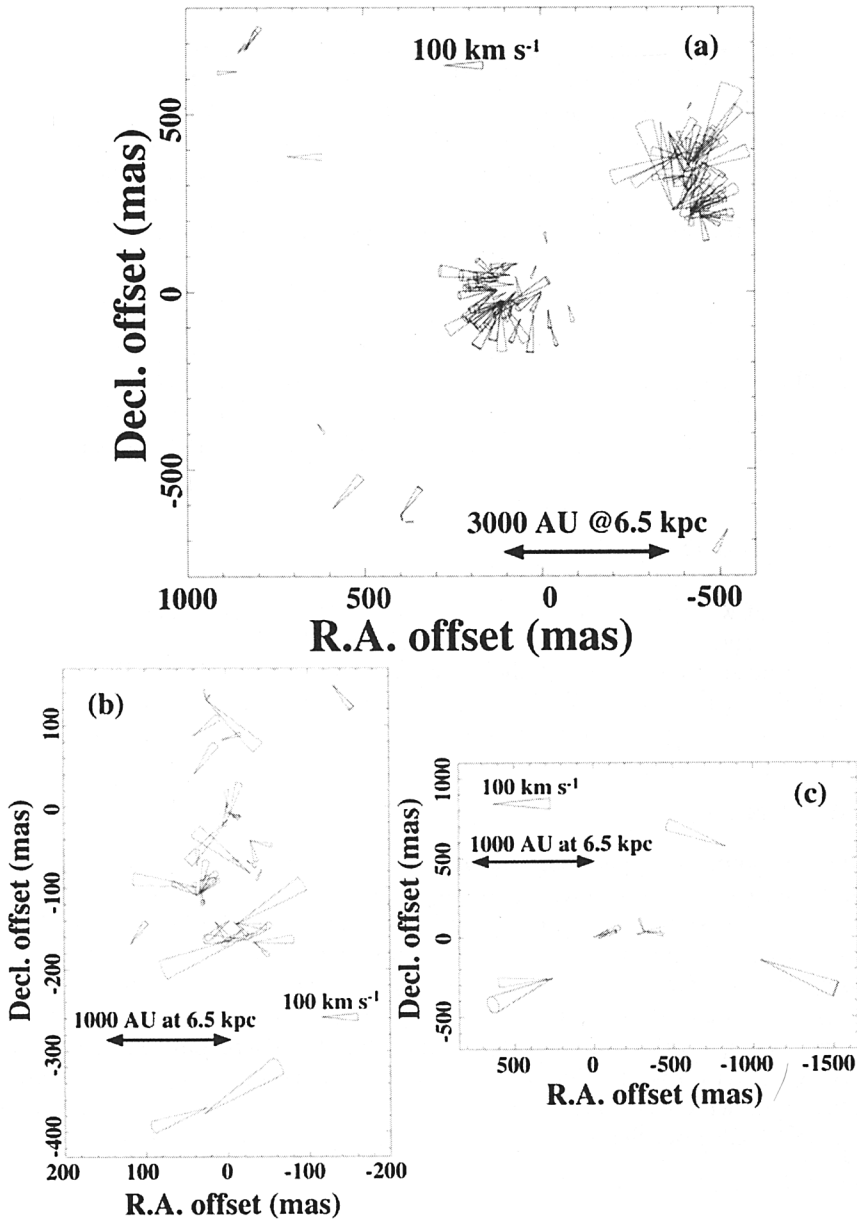 100 km s⁻¹
(a)
500
0
-500
Decl. offset (mas)
3000 AU @6.5 kpc
1000
500
0
-500
R.A. offset (mas)
(b)
100
0
-100
-200
-300
-400
Decl. offset (mas)
100 km s⁻¹
1000 AU at 6.5 kpc
200
100
0
-100
-200
R.A. offset (mas)
1000
500
0
-500
Decl. offset (mas)
100 km s⁻¹
(c)
1000 AU at 6.5 kpc
500
0
-500
-1000
-1500
R.A. offset (mas)